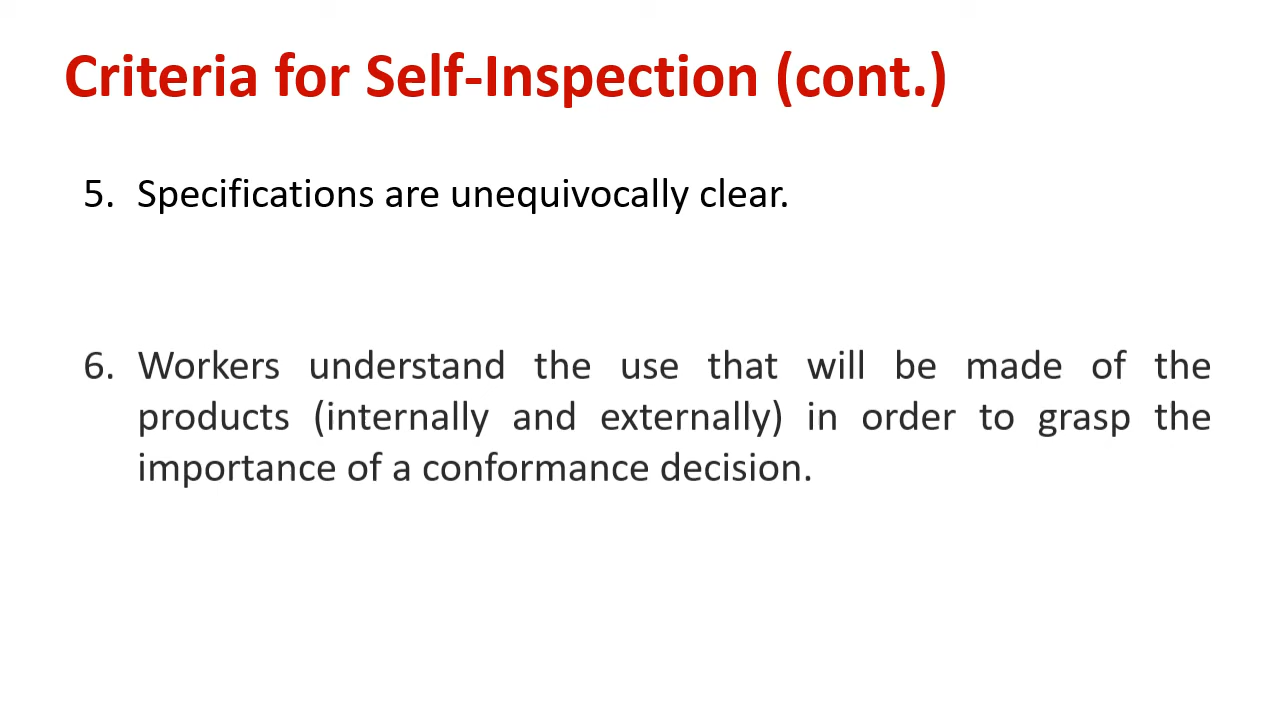 Criteria for Self-Inspection (cont.)
5. Specifications are unequivocally clear.
6. Workers understand the use that will be made of the
products (internally and externally) in order to grasp the
importance of a conformance decision.